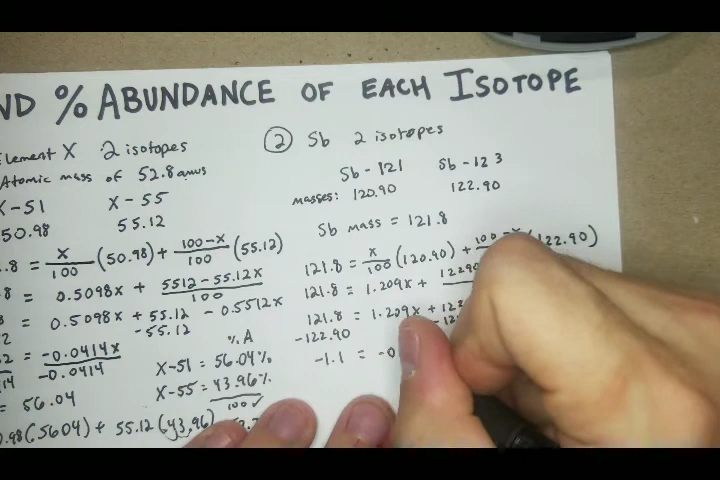 ND % ABUNDANCE OF EACH ISOTOPE
Element X 2 isotopes
Atomic mass of 52.8 amus
X-51 X-55
50.98 55.12
.8 = x/100 (50.98) + 100-x/100 (55.12)
8 = 0.5098x + 5512-55.12x/100
= 0.5098x + 55.12 - 0.5512x
-55.12
= -0.0414x/-0.0414
= 56.04
% A
X-51 = 56.04%
X-55 = 43.96%
100 ✓
.98(.5604) + 55.12(.43.96)
② Sb 2 isotopes
Sb-121 Sb-123
masses: 120.90 122.90
Sb mass = 121.8
121.8 = x/100 (120.90) + 100-x (122.90)
121.8 = 1.209x + 12290
121.8 = 1.209x +
-122.90
-1.1 = -0